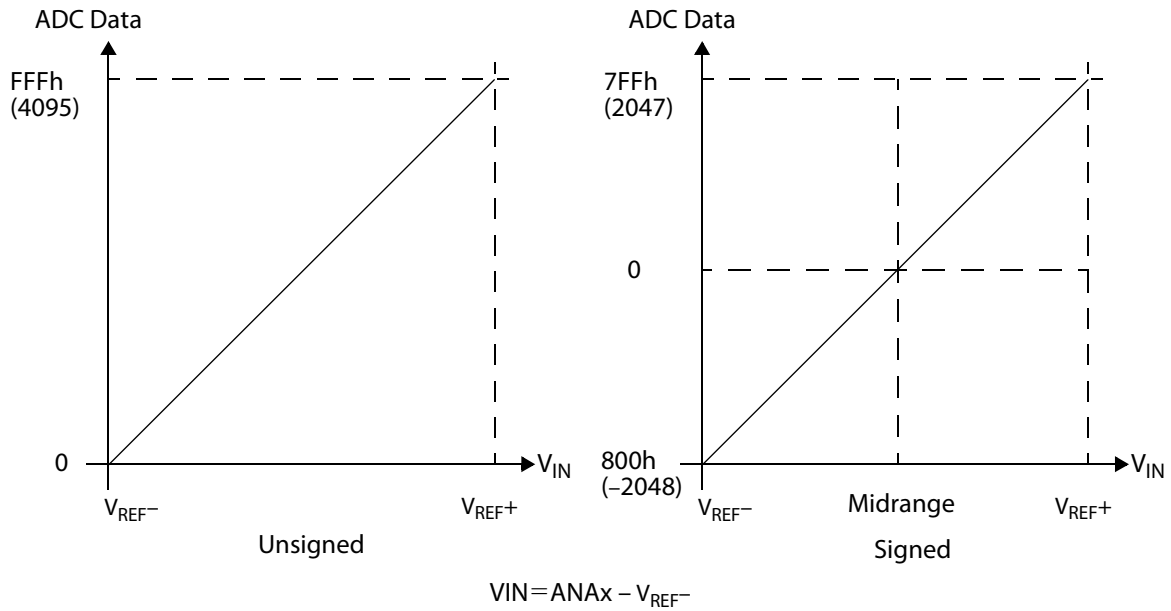 ADC Data
FFFh
(4095)
0
V_REF−
V_REF+
V_IN
Unsigned
ADC Data
7FFh
(2047)
0
800h
(–2048)
V_REF−
Midrange
V_REF+
V_IN
Signed
VIN=ANAx – V_REF−